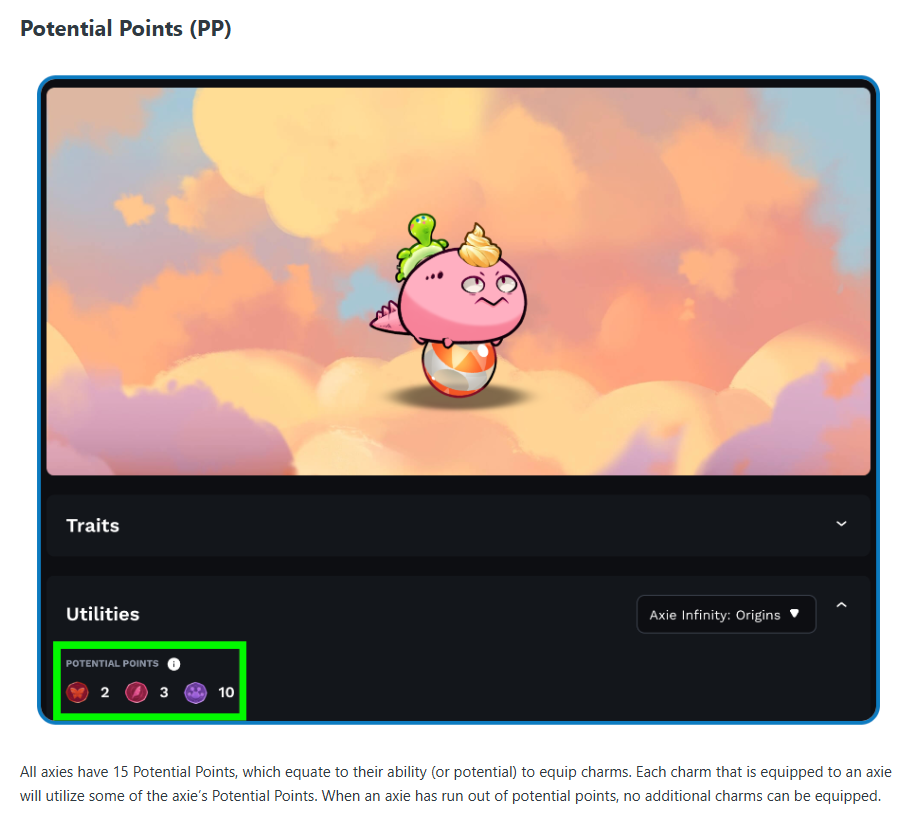 Potential Points (PP)
Traits
Utilities
Axie Infinity: Origins
POTENTIAL POINTS
2 3 10
All axies have 15 Potential Points, which equate to their ability (or potential) to equip charms. Each charm that is equipped to an axie
will utilize some of the axie’s Potential Points. When an axie has run out of potential points, no additional charms can be equipped.